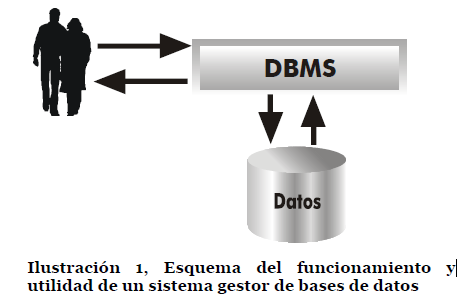 DBMS
Datos
Ilustración 1, Esquema del funcionamiento y
utilidad de un sistema gestor de bases de datos